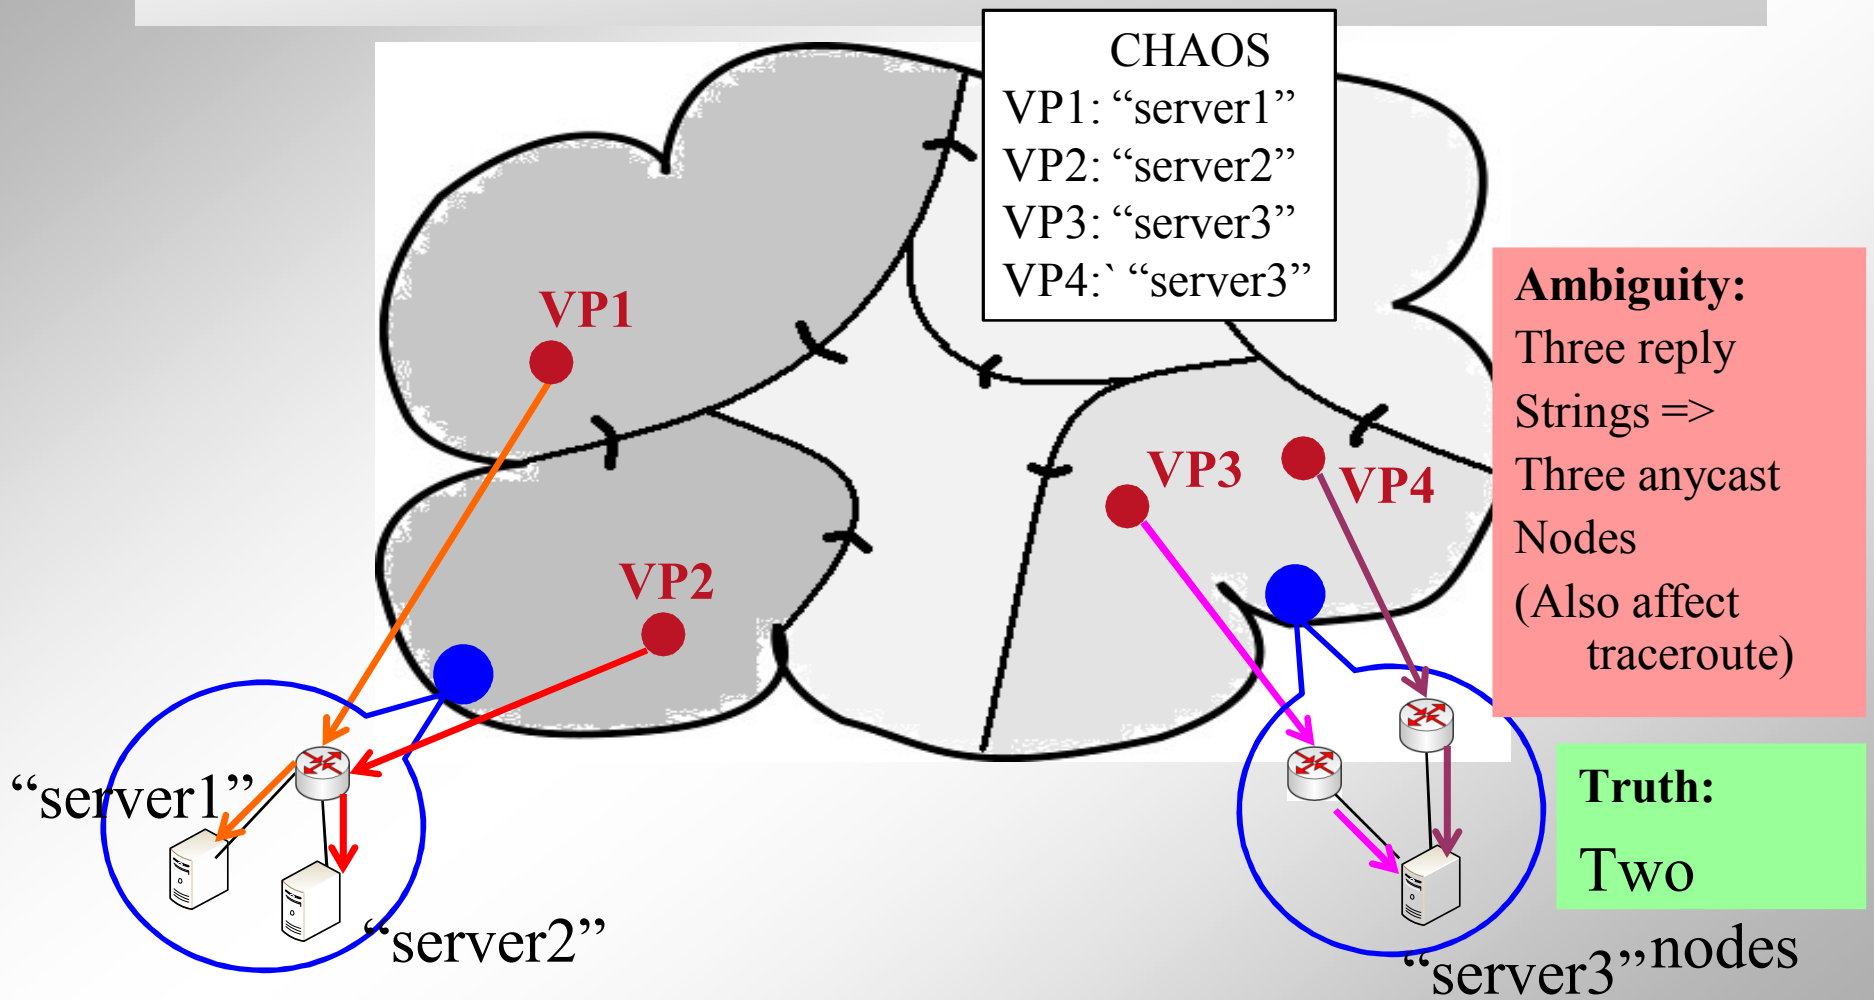 CHAOS
VP1: “server1”
VP2: “server2”
VP3: “server3”
VP4:` “server3”
VP1
VP2
VP3
VP4
Ambiguity:
Three reply
Strings =>
Three anycast
Nodes
(Also affect
traceroute)
Truth:
Two
nodes
“server1”
“server2”
“server3”